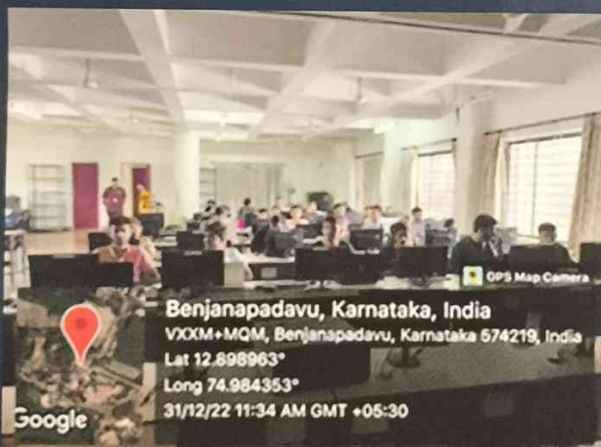 GPS Map Camera
Benjanapadavu, Karnataka, India
VXXM+MQM, Benjanapadavu, Karnataka 574219, India
Lat 12.898963°
Long 74.984353°
31/12/22 11:34 AM GMT +05:30
Google